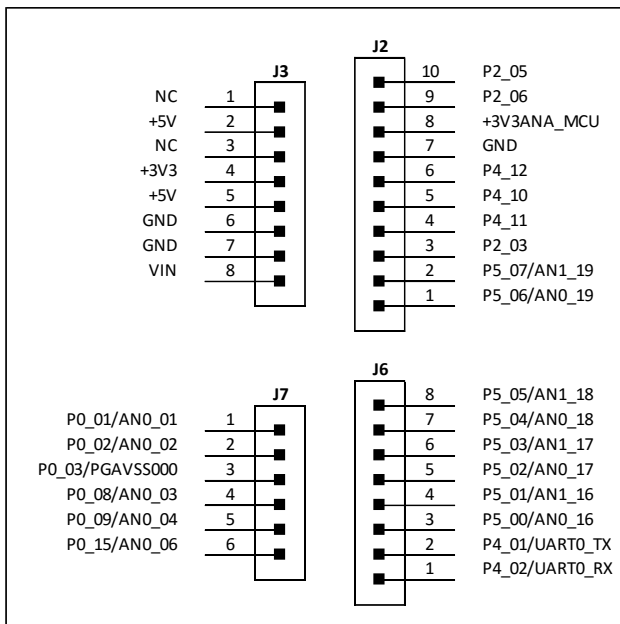 J3
NC 1
+5V 2
NC 3
+3V3 4
+5V 5
GND 6
GND 7
VIN 8
J2
10 P2_05
9 P2_06
8 +3V3ANA_MCU
7 GND
6 P4_12
5 P4_10
4 P4_11
3 P2_03
2 P5_07/AN1_19
1 P5_06/AN0_19
J7
P0_01/AN0_01 1
P0_02/AN0_02 2
P0_03/PGAVSS000 3
P0_08/AN0_03 4
P0_09/AN0_04 5
P0_15/AN0_06 6
J6
8 P5_05/AN1_18
7 P5_04/AN0_18
6 P5_03/AN1_17
5 P5_02/AN0_17
4 P5_01/AN1_16
3 P5_00/AN0_16
2 P4_01/UART0_TX
1 P4_02/UART0_RX